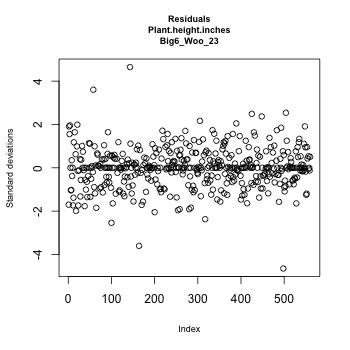 Residuals
Plant.height.inches
Big6_Woo_23
Standard deviations
4
2
0
-2
-4
0 100 200 300 400 500
Index